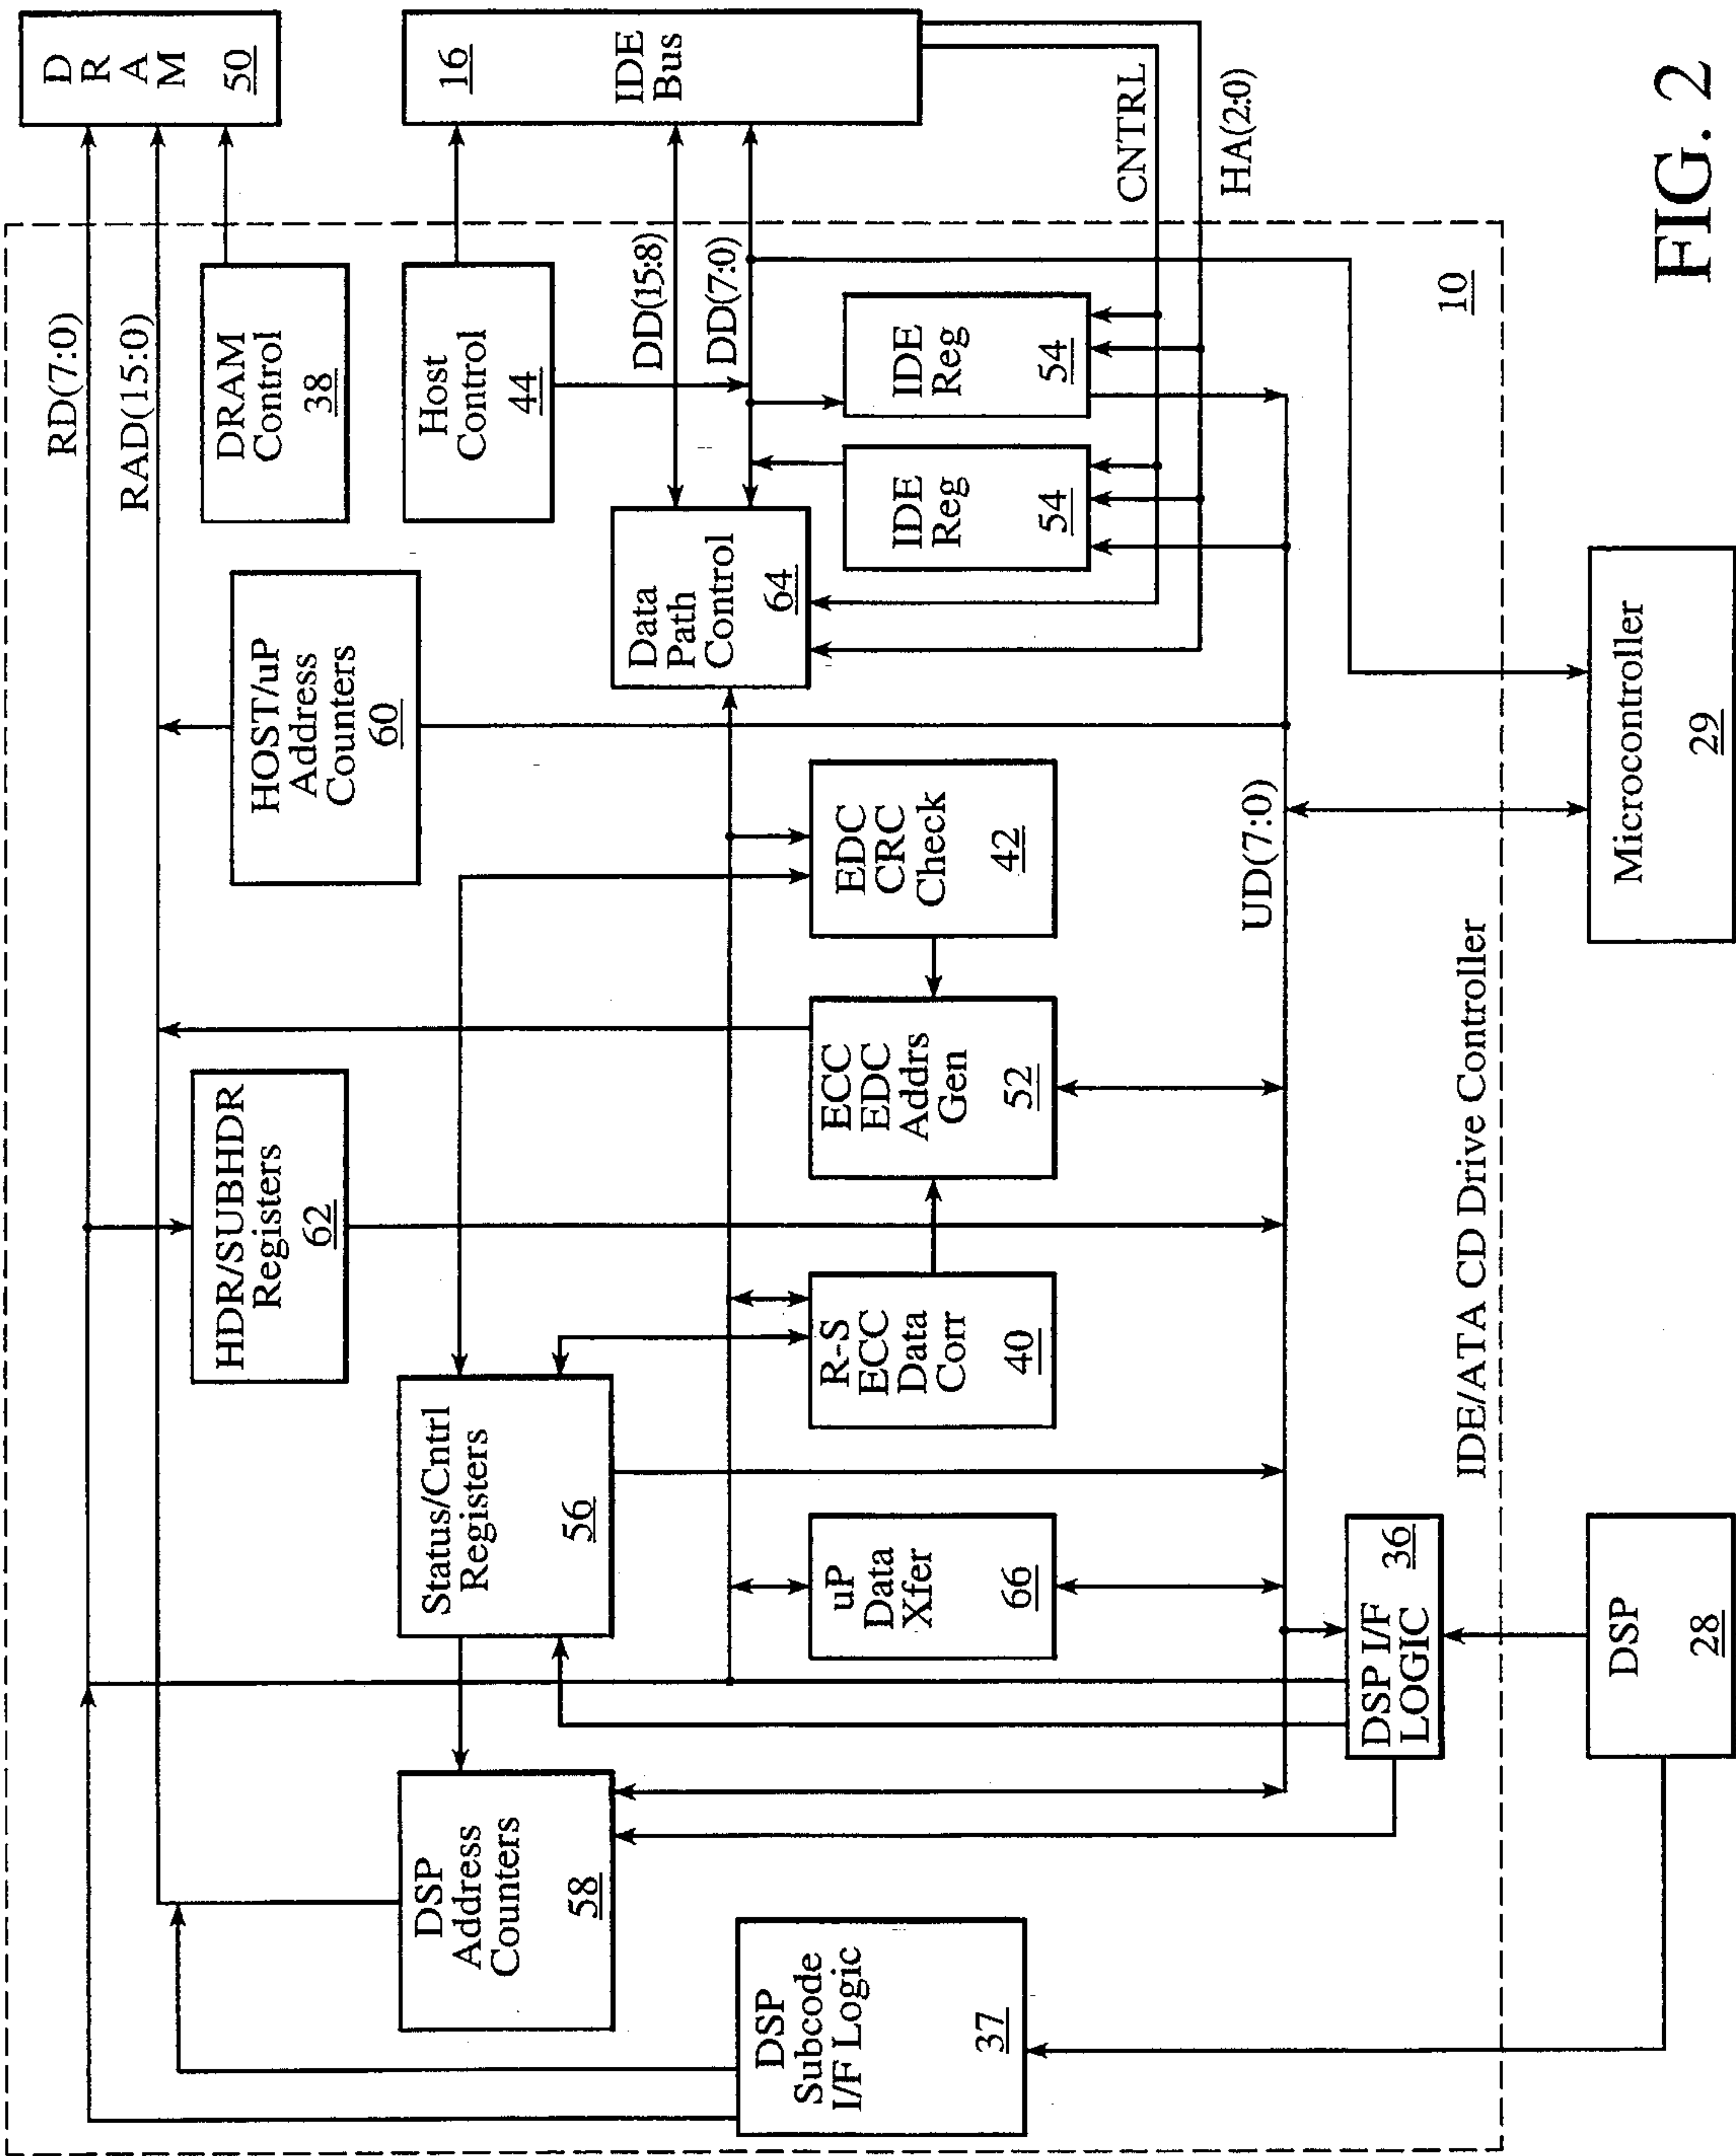 RD(7:0)
RAD(15:0)
D
R
A
M
50
DRAM
Control
38
HDR/SUBHDR
Registers
62
HOST/uP
Address
Counters
60
Host
Control
44
16
IDE
Bus
DSP
Address
Counters
58
Status/Cntrl
Registers
56
DD(15:8)
DD(7:0)
Data
Path
Control
64
DSP
Subcode
I/F Logic
37
uP
Data
Xfer
66
R-S
ECC
Data
Corr
40
ECC
EDC
Addrs
Gen
52
EDC
CRC
Check
42
IDE
Reg
54
IDE
Reg
54
CNTRL
HA(2:0)
UD(7:0)
DSP I/F
LOGIC
36
IDE/ATA CD Drive Controller
10
DSP
28
Microcontroller
29
FIG. 2